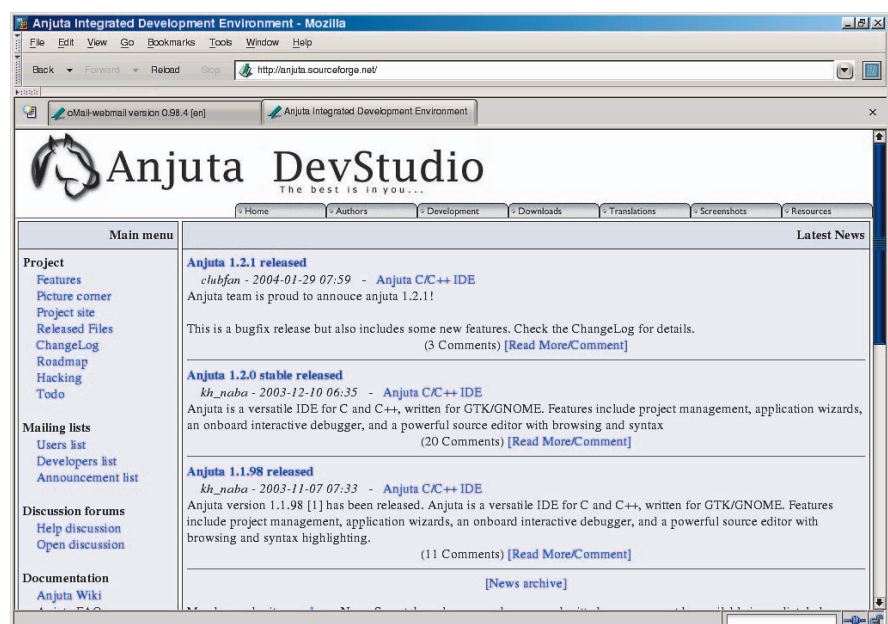 Anjuta Integrated Development Environment - Mozilla
File Edit View Go Bookmarks Tools Window Help
Back Forward Reload Stop http://anjuta.sourceforge.net/
oMail-webmail version 0.98.4 [en] Anjuta Integrated Development Environment
Anjuta DevStudio
The best is in you...
Home Authors Development Downloads Translations Screenshots Resources
Main menu
Project
Features
Picture corner
Project site
Released Files
ChangeLog
Roadmap
Hacking
Todo
Mailing lists
Users list
Developers list
Announcement list
Discussion forums
Help discussion
Open discussion
Documentation
Anjuta Wiki
Latest News
Anjuta 1.2.1 released
clubfan - 2004-01-29 07:59 - Anjuta C/C++ IDE
Anjuta team is proud to annouce anjuta 1.2.1!
This is a bugfix release but also includes some new features. Check the ChangeLog for details.
(3 Comments) [Read More/Comment]
Anjuta 1.2.0 stable released
kh_naba - 2003-12-10 06:35 - Anjuta C/C++ IDE
Anjuta is a versatile IDE for C and C++, written for GTK/GNOME. Features include project management, application wizards,
an onboard interactive debugger, and a powerful source editor with browsing and syntax
(20 Comments) [Read More/Comment]
Anjuta 1.1.98 released
kh_naba - 2003-11-07 07:33 - Anjuta C/C++ IDE
Anjuta version 1.1.98 [1] has been released. Anjuta is a versatile IDE for C and C++, written for GTK/GNOME. Features
include project management, application wizards, an onboard interactive debugger, and a powerful source editor with
browsing and syntax highlighting.
(11 Comments) [Read More/Comment]
[News archive]